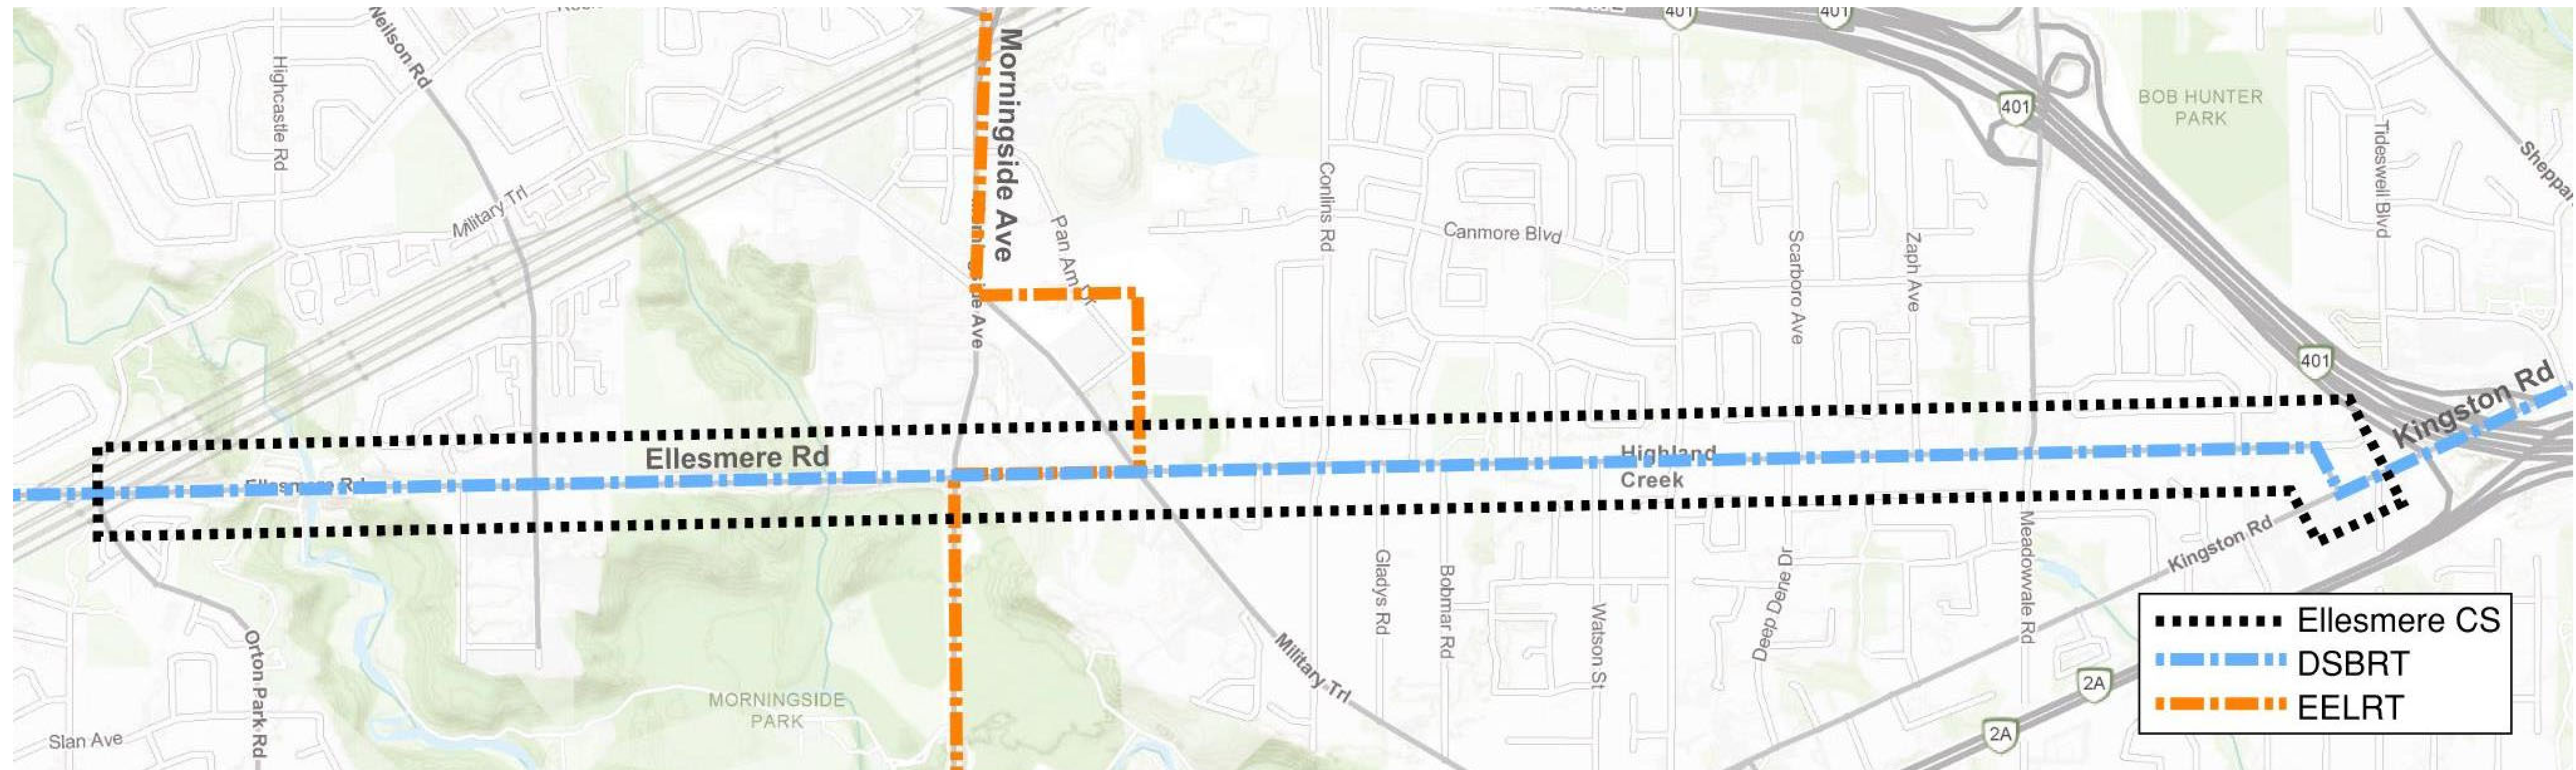 Neilson Rd
Highcastle Rd
Military Trl
Morningside Ave
Pan Am Dr
Conlins Rd
Canmore Blvd
Scarboro Ave
Zaph Ave
401
401
401
BOB HUNTER
PARK
Tideswell Blvd
401
Kingston Rd
Ellesmere Rd
Ellesmere Rd
Highland
Creek
Kingston Rd
Meadowvale Rd
Gladys Rd
Bobmar Rd
Watson St
Deep Dene Dr
Military Trl
Orton Park Rd
Slan Ave
MORNINGSIDE
PARK
2A
2A
Ellesmere CS
DSBRT
EELRT